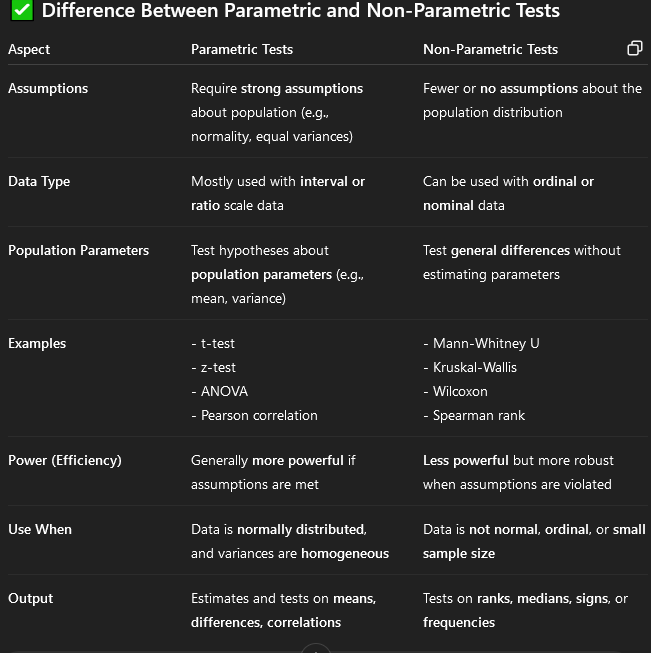 ✅ Difference Between Parametric and Non-Parametric Tests
Aspect Parametric Tests Non-Parametric Tests
Assumptions Require strong assumptions Fewer or no assumptions about the
about population (e.g., population distribution
normality, equal variances)
Data Type Mostly used with interval or Can be used with ordinal or
ratio scale data nominal data
Population Parameters Test hypotheses about Test general differences without
population parameters (e.g., estimating parameters
mean, variance)
Examples - t-test - Mann-Whitney U
- z-test - Kruskal-Wallis
- ANOVA - Wilcoxon
- Pearson correlation - Spearman rank
Power (Efficiency) Generally more powerful if Less powerful but more robust
assumptions are met when assumptions are violated
Use When Data is normally distributed, Data is not normal, ordinal, or small
and variances are homogeneous sample size
Output Estimates and tests on means, Tests on ranks, medians, signs, or
differences, correlations frequencies